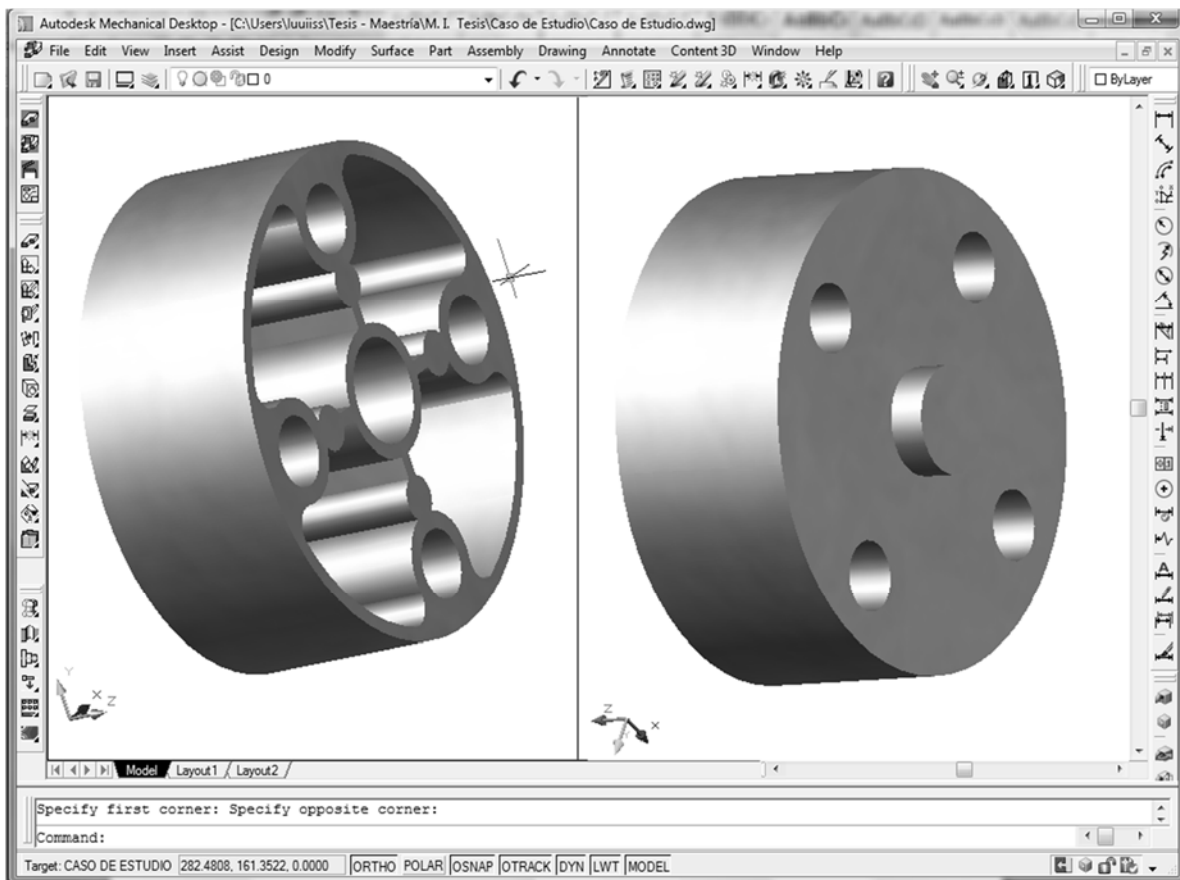 Autodesk Mechanical Desktop - [C:\Users\luuiiss\Tesis - Maestría\M. I. Tesis\Caso de Estudio\Caso de Estudio.dwg]
File Edit View Insert Assist Design Modify Surface Part Assembly Drawing Annotate Content 3D Window Help
0 ByLayer
Y X Z
Z X
Model Layout1 Layout2
Specify first corner: Specify opposite corner:
Command:
Target: CASO DE ESTUDIO 282.4808, 161.3522, 0.0000 ORTHO POLAR OSNAP OTRACK DYN LWT MODEL